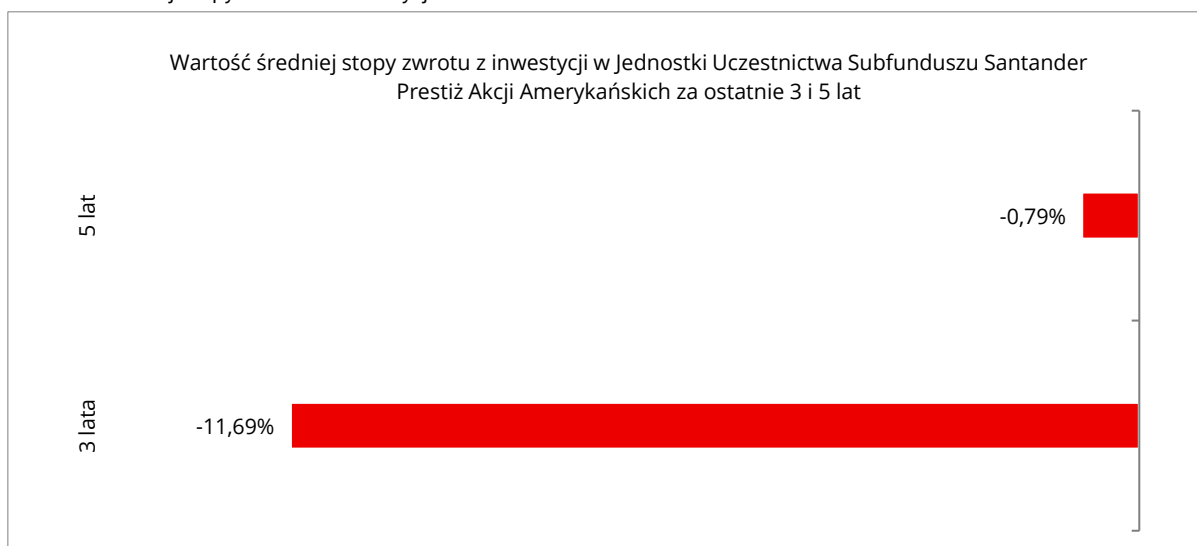 Wartość średniej stopy zwrotu z inwestycji w Jednostki Uczestnictwa Subfunduszu Santander
Prestiż Akcji Amerykańskich za ostatnie 3 i 5 lat
5 lat
-0,79%
3 lata
-11,69%